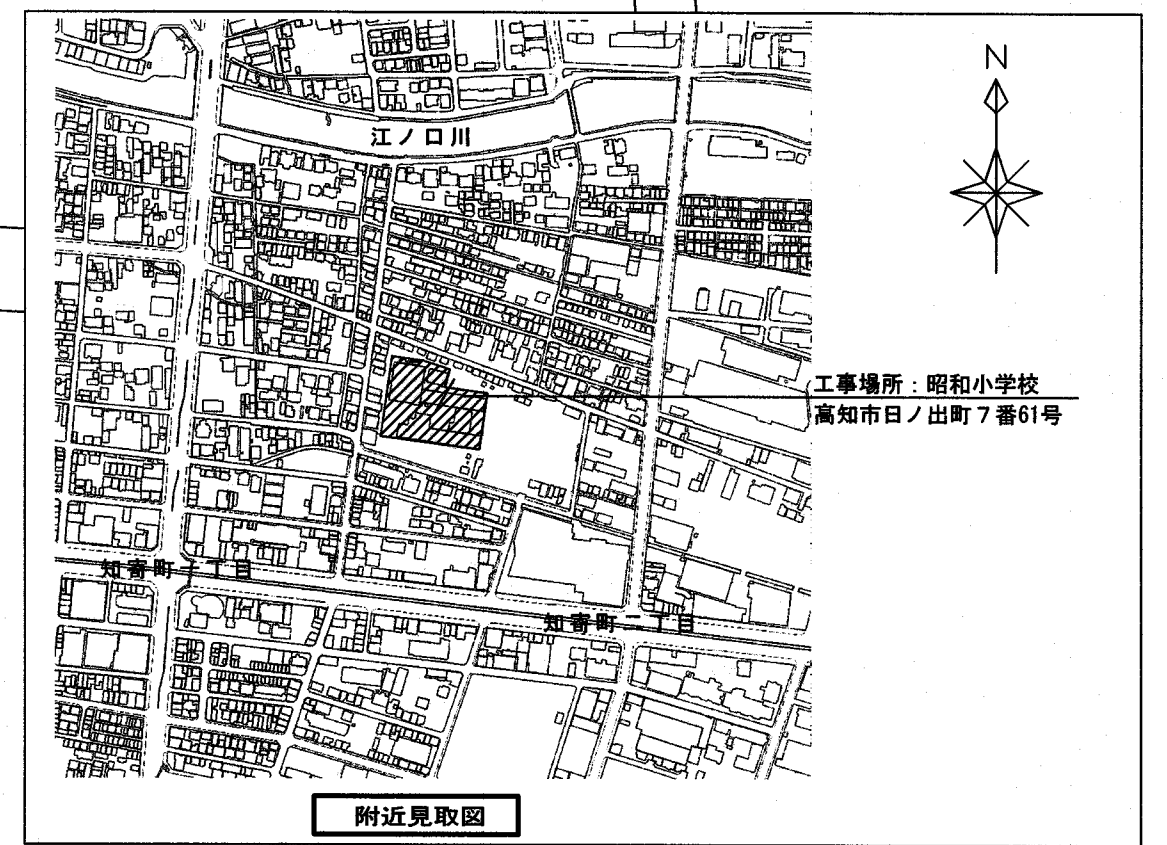 N
江ノ口川
工事場所：昭和小学校
高知市日ノ出町７番61号
知寄町一丁目
知寄町二丁目
附近見取図